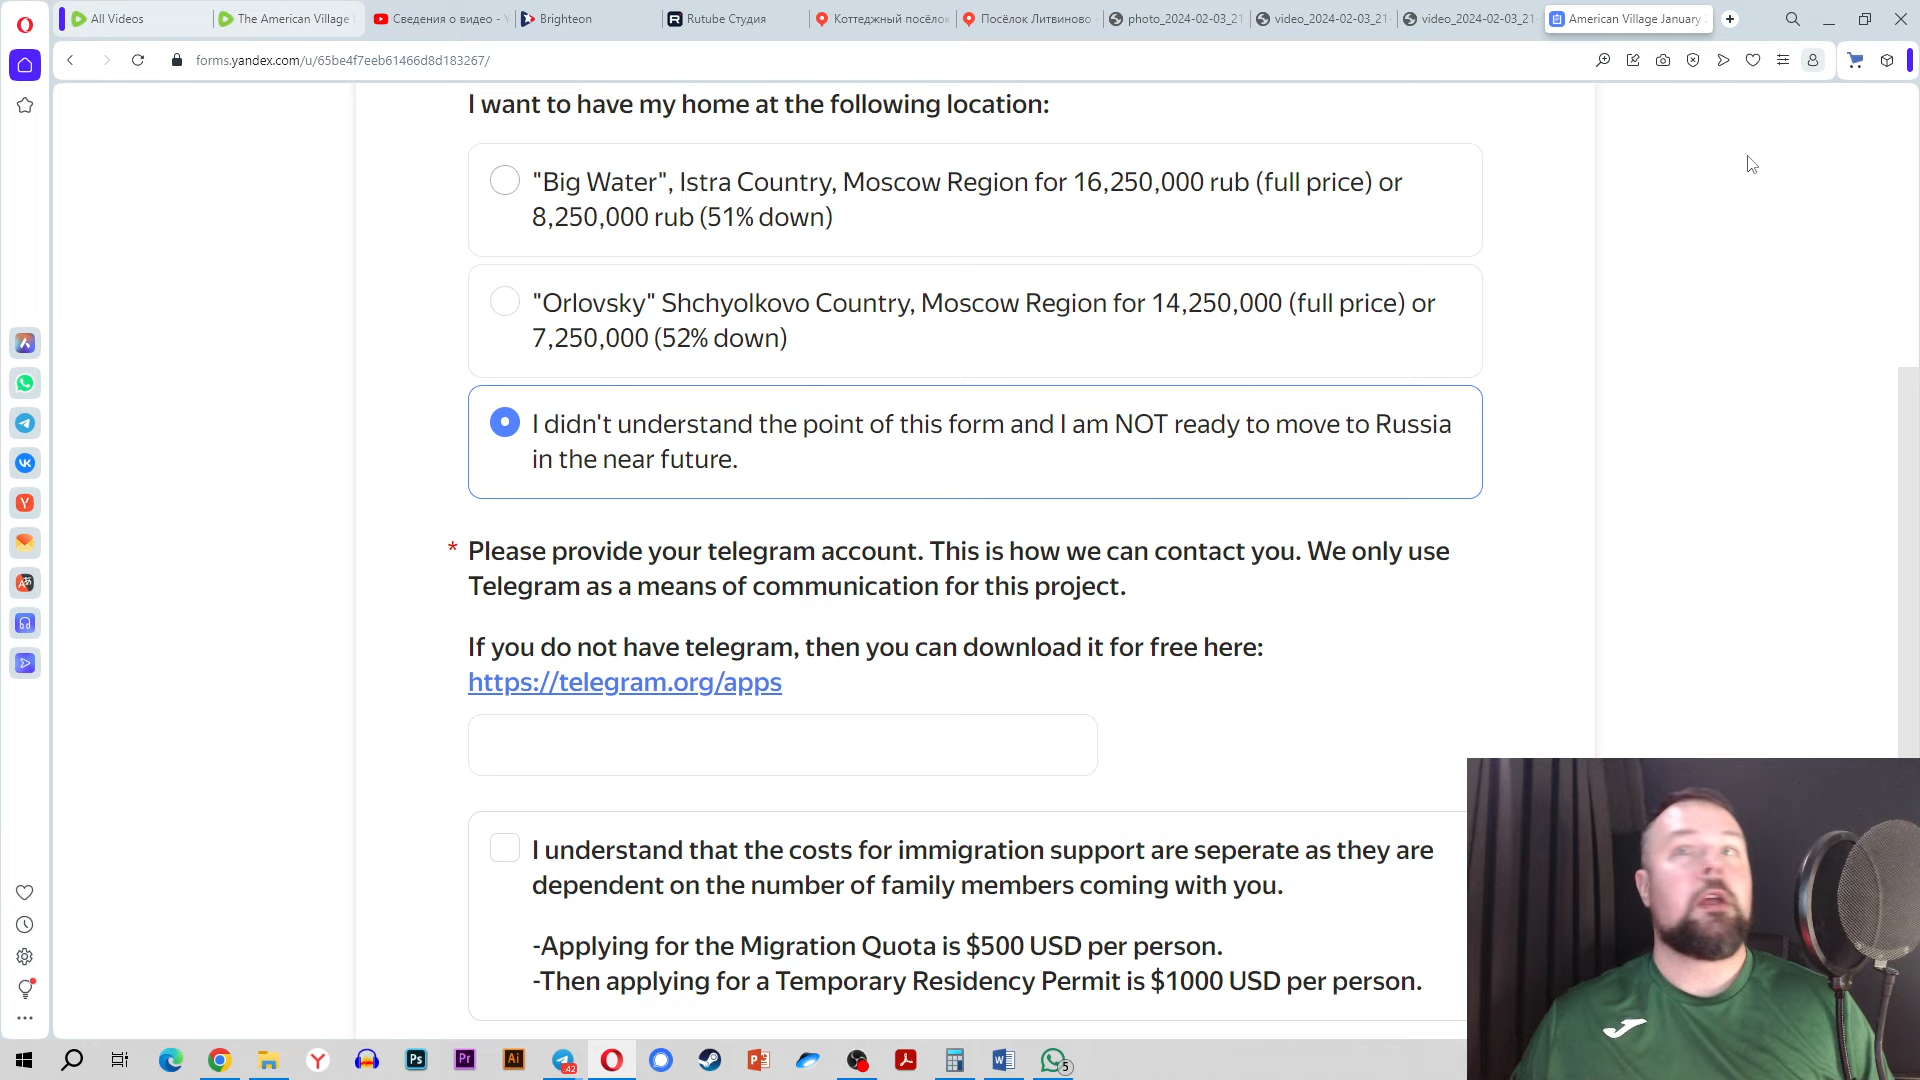 All Videos
The American Village
Сведения о видео - Y
Brighteon
Rutube Студия
Коттеджный посёлок
Посёлок Литвиново -
photo_2024-02-03_21
video_2024-02-03_21-
video_2024-02-03_21-
American Village January
forms.yandex.com/u/65be4f7eeb61466d8d183267/
I want to have my home at the following location:
"Big Water", Istra Country, Moscow Region for 16,250,000 rub (full price) or
8,250,000 rub (51% down)
"Orlovsky" Shchyolkovo Country, Moscow Region for 14,250,000 (full price) or
7,250,000 (52% down)
I didn't understand the point of this form and I am NOT ready to move to Russia
in the near future.
* Please provide your telegram account. This is how we can contact you. We only use
Telegram as a means of communication for this project.
If you do not have telegram, then you can download it for free here:
https://telegram.org/apps
I understand that the costs for immigration support are seperate as they are
dependent on the number of family members coming with you.
-Applying for the Migration Quota is $500 USD per person.
-Then applying for a Temporary Residency Permit is $1000 USD per person.
Ps
Pr
Ai
42
5